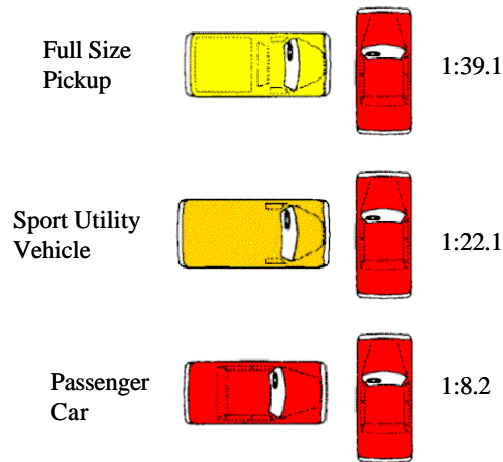 Full Size
Pickup
1:39.1
Sport Utility
Vehicle
1:22.1
Passenger
Car
1:8.2